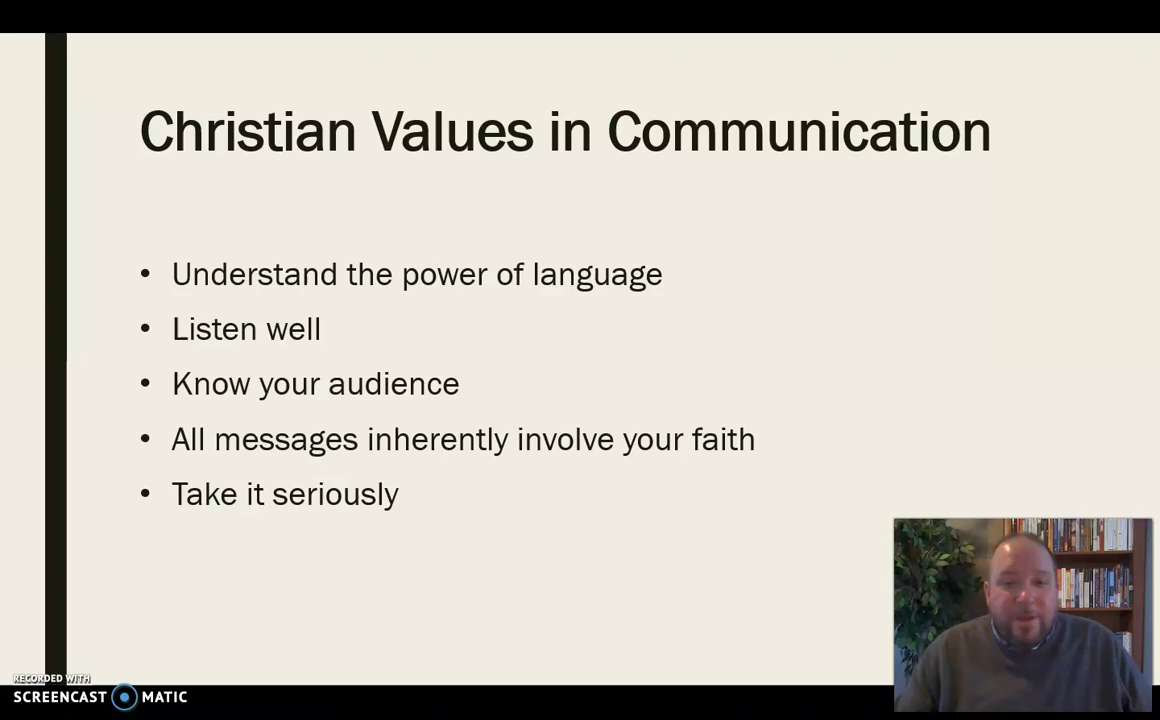 Christian Values in Communication
• Understand the power of language
• Listen well
• Know your audience
• All messages inherently involve your faith
• Take it seriously
RECORDED WITH
SCREENCAST MATIC